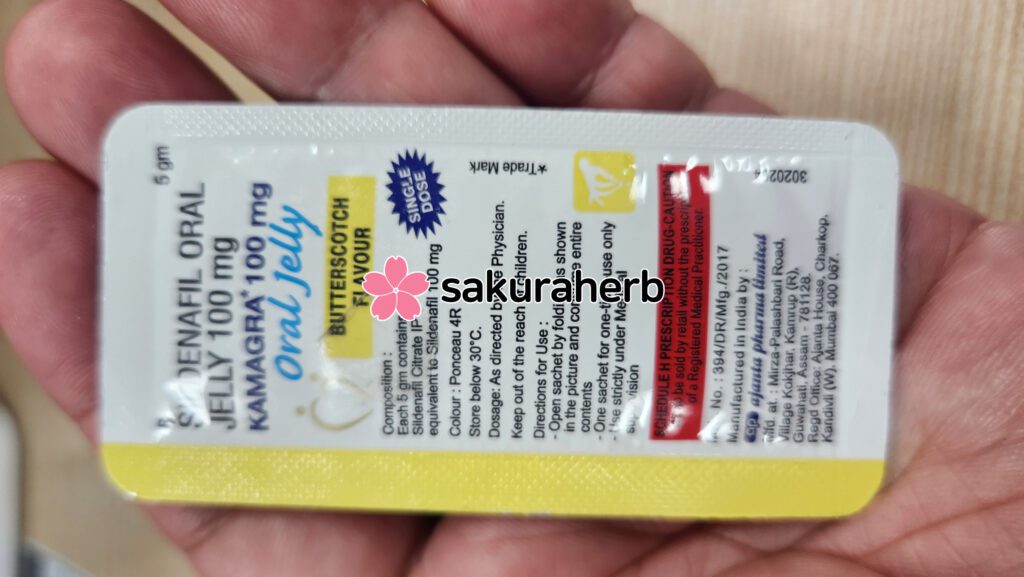 5 gm
SILDENAFIL ORAL
JELLY 100 mg
KAMAGRA* 100 mg
Oral Jelly
BUTTERSCOTCH
FLAVOUR
SINGLE
DOSE
Composition :
Each 5 gm
Sildenafil Citrate IP
equivalent to Sildenafil 100 mg
Colour : Ponceau 4R
Store below 30°C.
Dosage: As directed by the Physician.
Keep out of the reach of children.
Directions for Use :
- Open sachet by folding as shown
in the picture and consume entire
contents
- One sachet for one-time use only
- Use strictly under Medical
supervision
*Trade Mark
SCHEDULE H PRESCRIPTION DRUG-CAUTION
to be sold by retail without the prescription
of a Registered Medical Practitioner.
No. : 394/DR/Mfg./2017
Manufactured in India by :
ajanta pharma limited
at : Mirza-Palashbari Road,
Village Kokjhar, Kamrup (R),
Guwahati, Assam - 781128.
Regd Office: Ajanta House, Charkop,
Kandivli (W), Mumbai 400 067.
sakuraherb